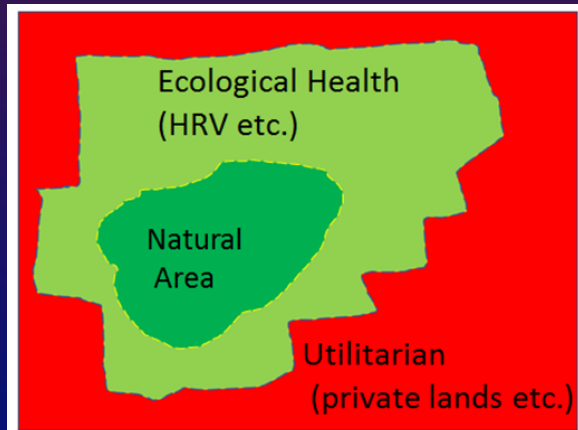 Ecological Health
(HRV etc.)
Natural
Area
Utilitarian
(private lands etc.)